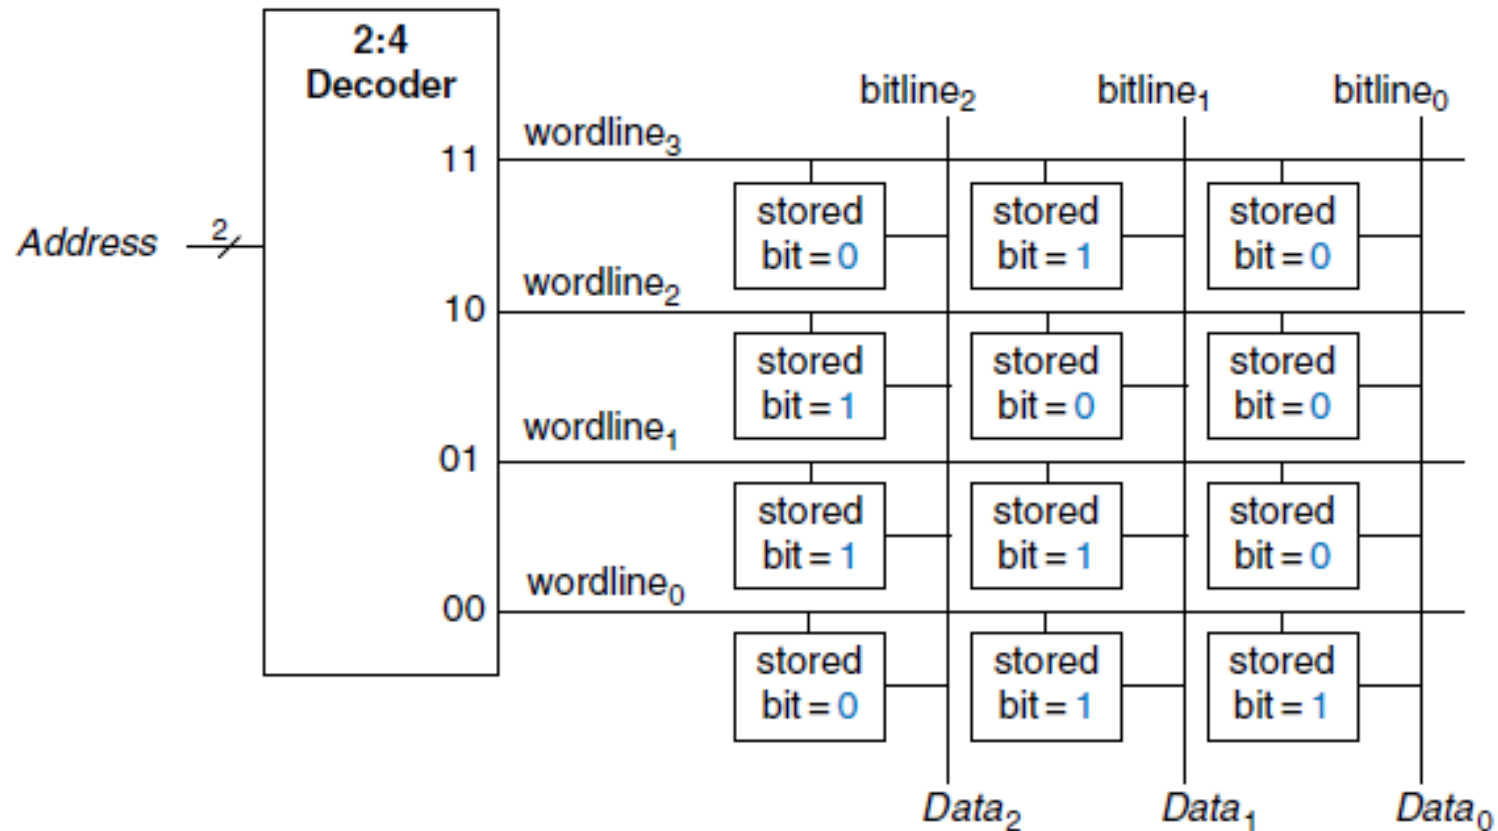 2:4
Decoder
bitline₂ bitline₁ bitline₀
wordline₃
11
stored stored stored
bit = 0 bit = 1 bit = 0
Address 2
wordline₂
10
stored stored stored
bit = 1 bit = 0 bit = 0
wordline₁
01
stored stored stored
bit = 1 bit = 1 bit = 0
wordline₀
00
stored stored stored
bit = 0 bit = 1 bit = 1
Data₂ Data₁ Data₀